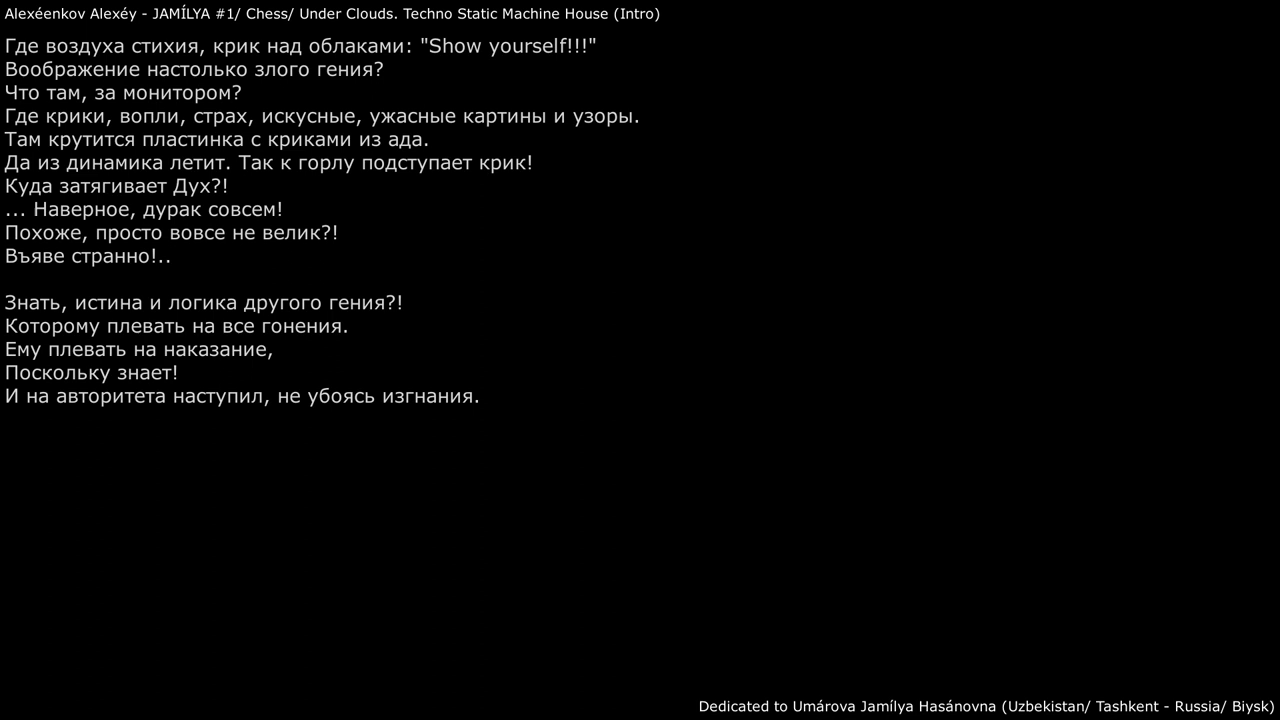 Alexéenkov Alexéy - JAMÍLYA #1/ Chess/ Under Clouds. Techno Static Machine House (Intro)
Где воздуха стихия, крик над облаками: "Show yourself!!!"
Воображение настолько злого гения?
Что там, за монитором?
Где крики, вопли, страх, искусные, ужасные картины и узоры.
Там крутится пластинка с криками из ада.
Да из динамика летит. Так к горлу подступает крик!
Куда затягивает Дух?!
... Наверное, дурак совсем!
Похоже, просто вовсе не велик?!
Въяве странно!..
Знать, истина и логика другого гения?!
Которому плевать на все гонения.
Ему плевать на наказание,
Поскольку знает!
И на авторитета наступил, не убоясь изгнания.
Dedicated to Umárova Jamílya Hasánovna (Uzbekistan/ Tashkent - Russia/ Biysk)